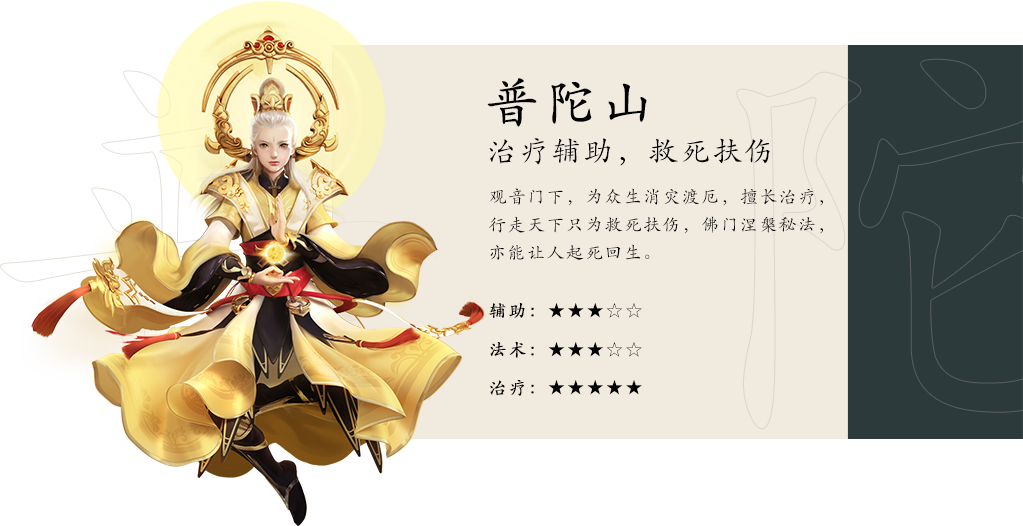 普陀山
治疗辅助，救死扶伤
观音门下，为众生消灾渡厄，擅长治疗，
行走天下只为救死扶伤，佛门涅槃秘法，
亦能让人起死回生。
辅助：★★★☆☆
法术：★★★☆☆
治疗：★★★★★